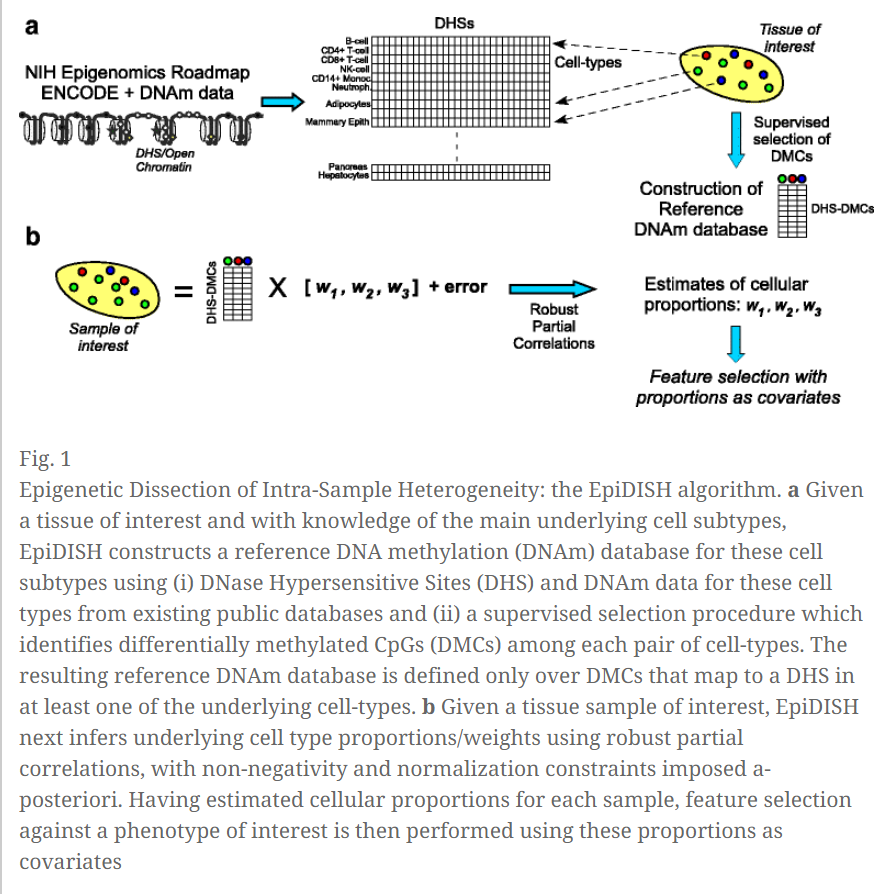 a
DHSs
NIH Epigenomics Roadmap
ENCODE + DNAm data
DHS/Open
Chromatin
B-cell
CD4+ T-cell
CD8+ T-cell
NK-cell
CD14+ Monoc
Neutroph.
Adipocytes
Mammary Epith
Pancreas
Hepatocytes
Cell-types
Tissue of
interest
Supervised
selection of
DMCs
Construction of
Reference
DNAm database
DHS-DMCs
b
Sample of
interest
=
DHS-DMCs
X [w1, w2, w3] + error
Robust
Partial
Correlations
Estimates of cellular
proportions: w1, w2, w3
Feature selection with
proportions as covariates
Fig. 1
Epigenetic Dissection of Intra-Sample Heterogeneity: the EpiDISH algorithm. a Given
a tissue of interest and with knowledge of the main underlying cell subtypes,
EpiDISH constructs a reference DNA methylation (DNAm) database for these cell
subtypes using (i) DNase Hypersensitive Sites (DHS) and DNAm data for these cell
types from existing public databases and (ii) a supervised selection procedure which
identifies differentially methylated CpGs (DMCs) among each pair of cell-types. The
resulting reference DNAm database is defined only over DMCs that map to a DHS in
at least one of the underlying cell-types. b Given a tissue sample of interest, EpiDISH
next infers underlying cell type proportions/weights using robust partial
correlations, with non-negativity and normalization constraints imposed a-
posteriori. Having estimated cellular proportions for each sample, feature selection
against a phenotype of interest is then performed using these proportions as
covariates